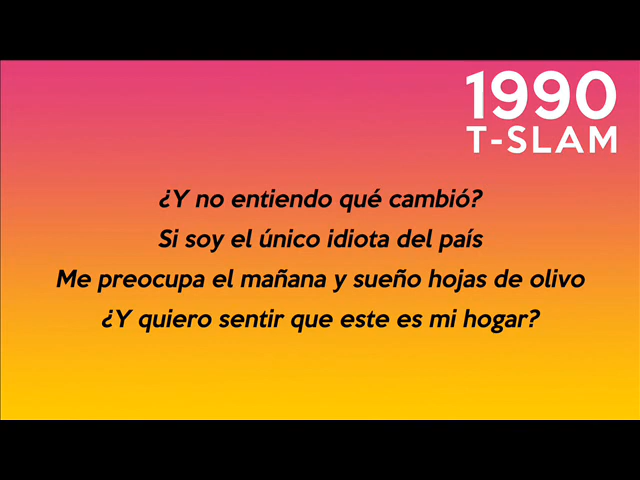 1990
T-SLAM
¿Y no entiendo qué cambió?
Si soy el único idiota del país
Me preocupa el mañana y sueño hojas de olivo
¿Y quiero sentir que este es mi hogar?